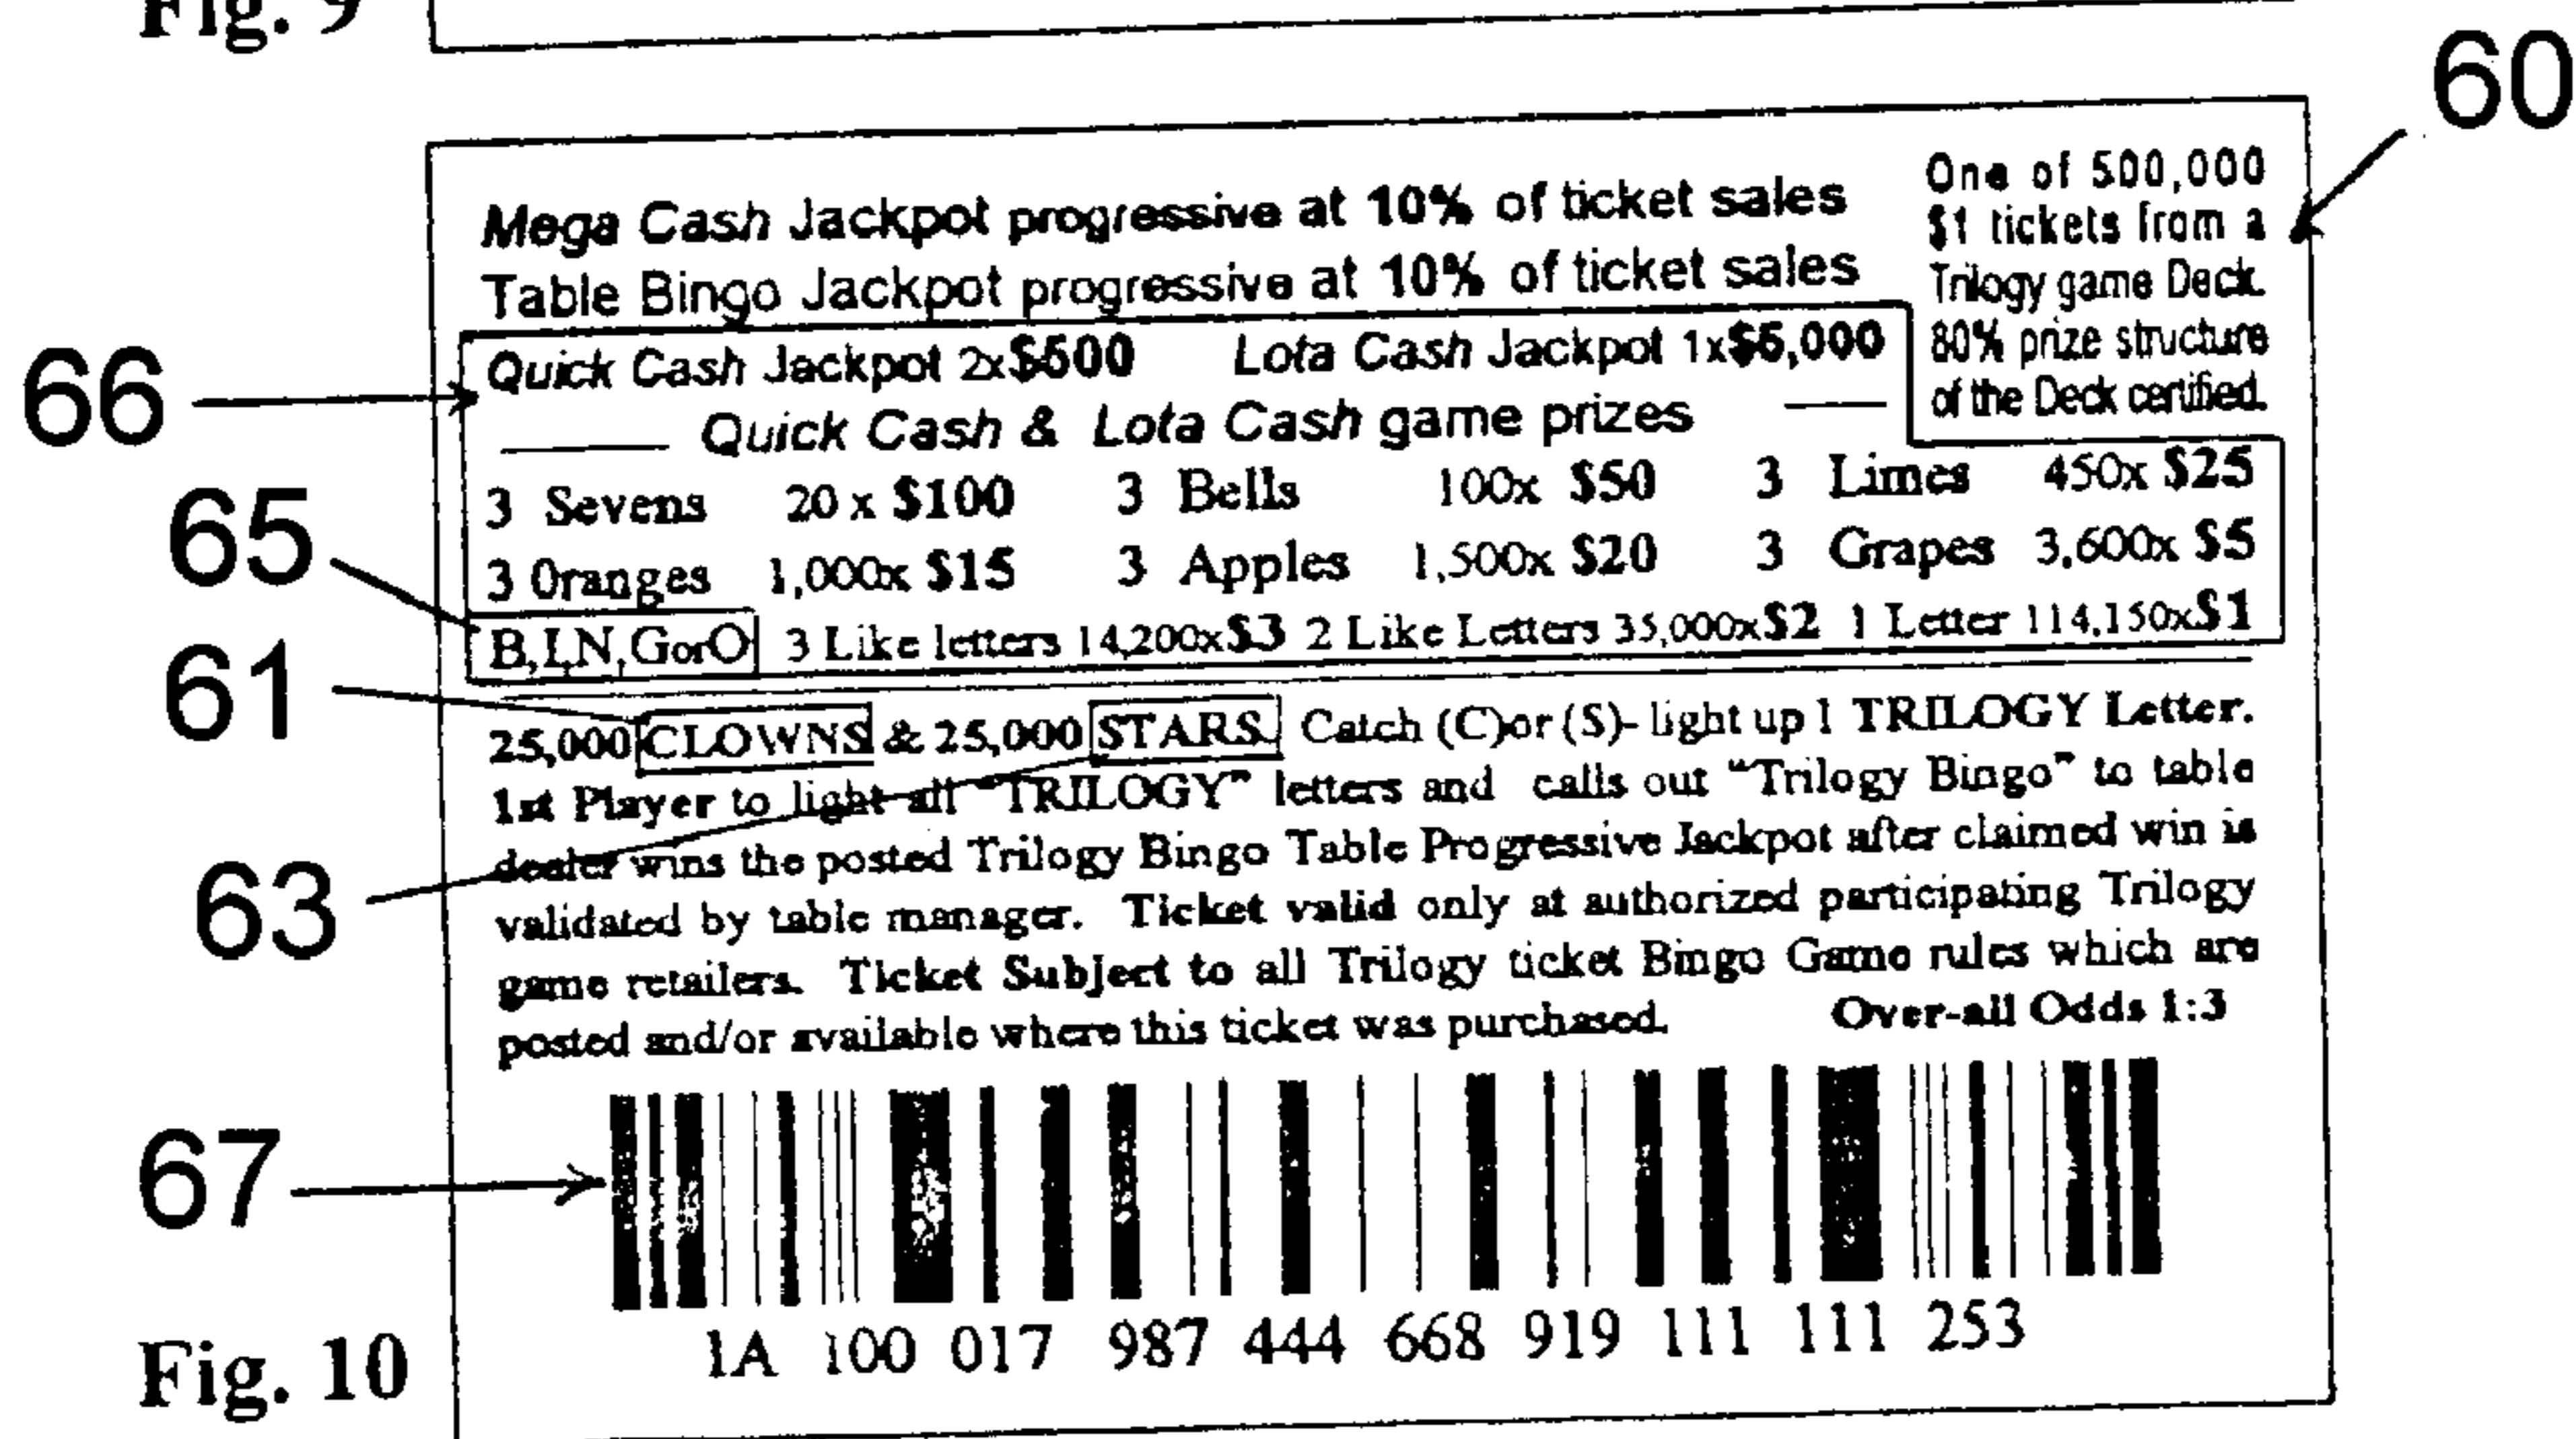 Fig. 9
60
Mega Cash Jackpot progressive at 10% of ticket sales
Table Bingo Jackpot progressive at 10% of ticket sales
One of 500,000
$1 tickets from a
Trilogy game Deck.
80% prize structure
of the Deck certified.
66
Quick Cash Jackpot 2x$500 Lota Cash Jackpot 1x$5,000
Quick Cash & Lota Cash game prizes
65
3 Sevens 20 x $100 3 Bells 100x $50 3 Limes 450x $25
3 Oranges 1,000x $15 3 Apples 1,500x $20 3 Grapes 3,600x $5
B,I,N,GorO 3 Like letters 14,200x$3 2 Like Letters 35,000x$2 1 Letter 114,150x$1
61
25,000 CLOWNS & 25,000 STARS. Catch (C)or (S)- light up 1 TRILOGY Letter.
1st Player to light all "TRILOGY" letters and calls out "Trilogy Bingo" to table
63
dealer wins the posted Trilogy Bingo Table Progressive Jackpot after claimed win is
validated by table manager. Ticket valid only at authorized participating Trilogy
game retailers. Ticket Subject to all Trilogy ticket Bingo Game rules which are
posted and/or available where this ticket was purchased. Over-all Odds 1:3
67
1A 100 017 987 444 668 919 111 111 253
Fig. 10